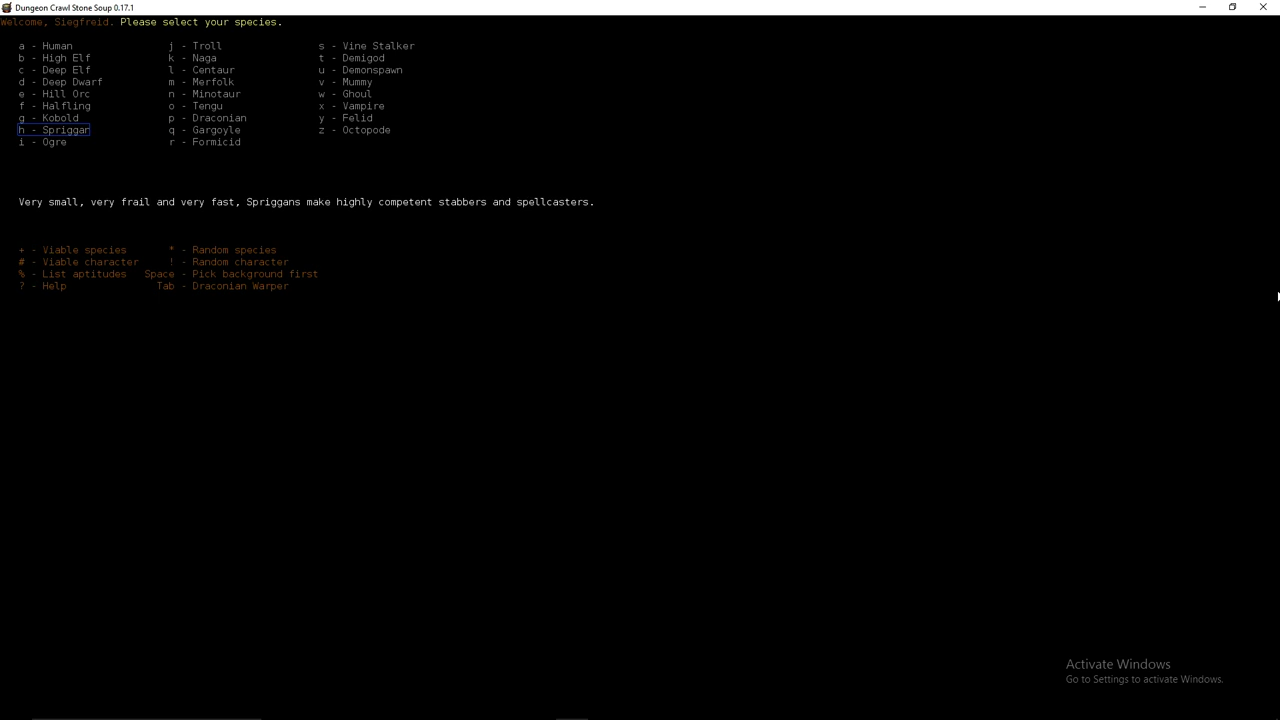 Dungeon Crawl Stone Soup 0.17.1
Welcome, Siegfreid. Please select your species.
a - Human j - Troll s - Vine Stalker
b - High Elf k - Naga t - Demigod
c - Deep Elf l - Centaur u - Demonspawn
d - Deep Dwarf m - Merfolk v - Mummy
e - Hill Orc n - Minotaur w - Ghoul
f - Halfling o - Tengu x - Vampire
g - Kobold p - Draconian y - Felid
h - Spriggan q - Gargoyle z - Octopode
i - Ogre r - Formicid
Very small, very frail and very fast, Spriggans make highly competent stabbers and spellcasters.
+ - Viable species * - Random species
# - Viable character ! - Random character
% - List aptitudes Space - Pick background first
? - Help Tab - Draconian Warper
Activate Windows
Go to Settings to activate Windows.